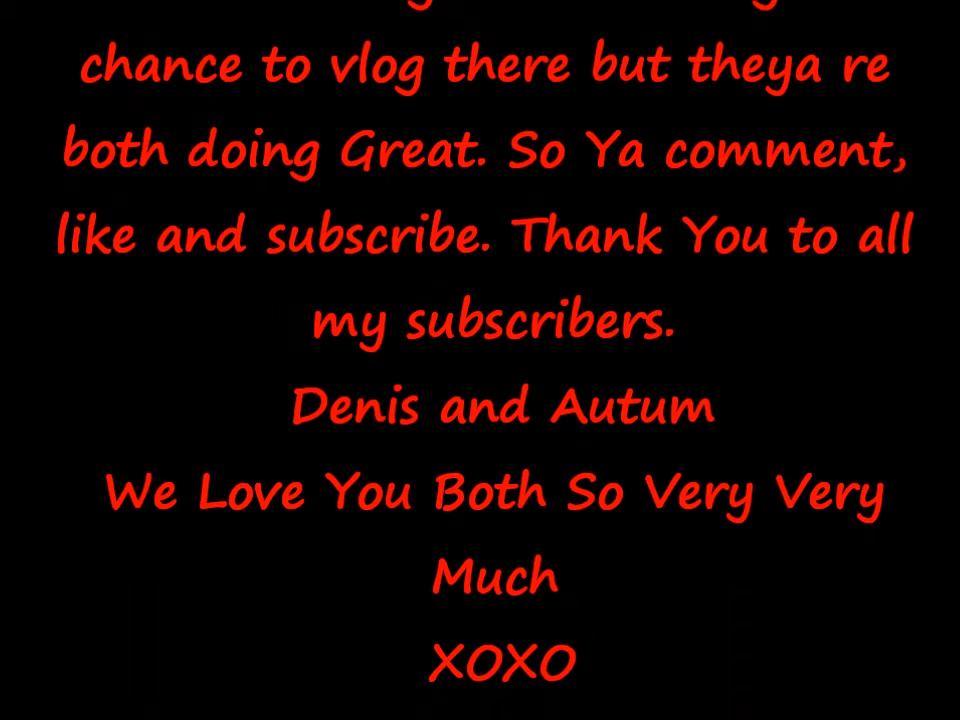 chance to vlog there but theya re
both doing Great. So Ya comment,
like and subscribe. Thank You to all
my subscribers.
Denis and Autum
We Love You Both So Very Very
Much
XOXO